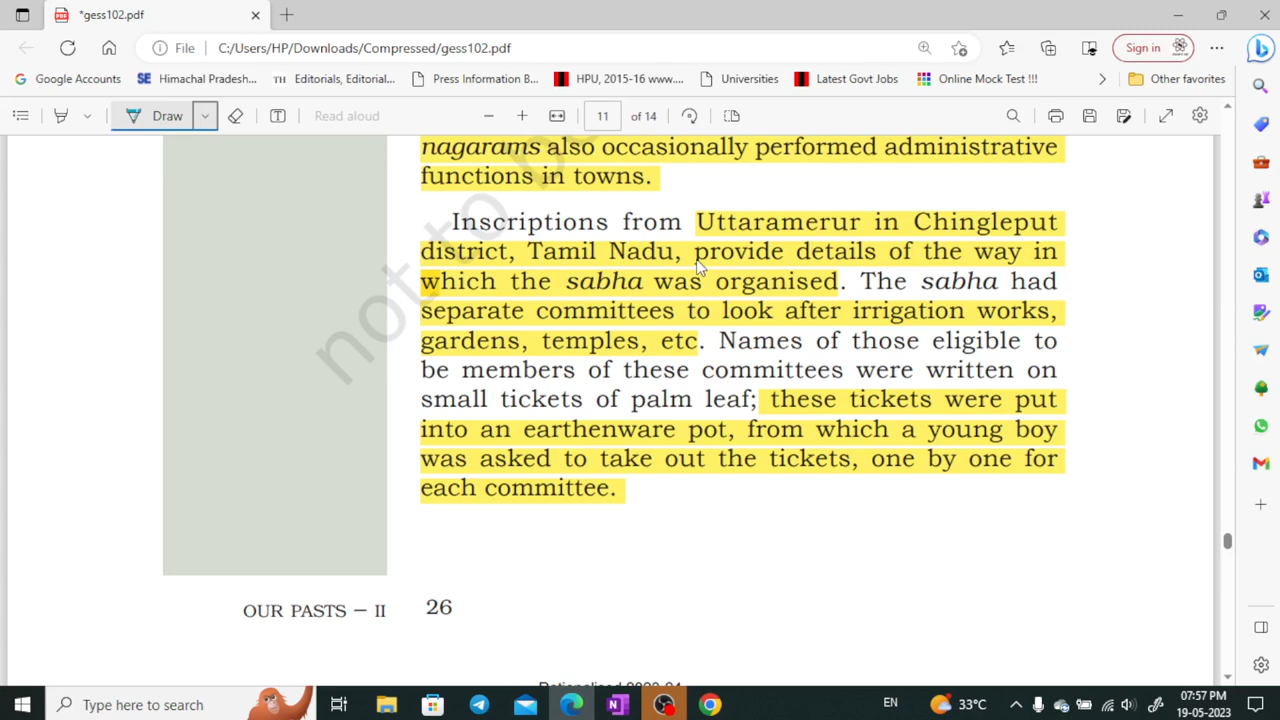 *gess102.pdf
File C:/Users/HP/Downloads/Compressed/gess102.pdf Sign in
Google Accounts SE Himachal Pradesh... TH Editorials, Editorial... Press Information B... HPU, 2015-16 www.... Universities Latest Govt Jobs Online Mock Test !!! Other favorites
Draw Read aloud 11 of 14
nagarams also occasionally performed administrative
functions in towns.
Inscriptions from Uttaramerur in Chingleput
district, Tamil Nadu, provide details of the way in
which the sabha was organised. The sabha had
separate committees to look after irrigation works,
gardens, temples, etc. Names of those eligible to
be members of these committees were written on
small tickets of palm leaf; these tickets were put
into an earthenware pot, from which a young boy
was asked to take out the tickets, one by one for
each committee.
not to
OUR PASTS – II 26
Type here to search EN 33°C 07:57 PM
19-05-2023